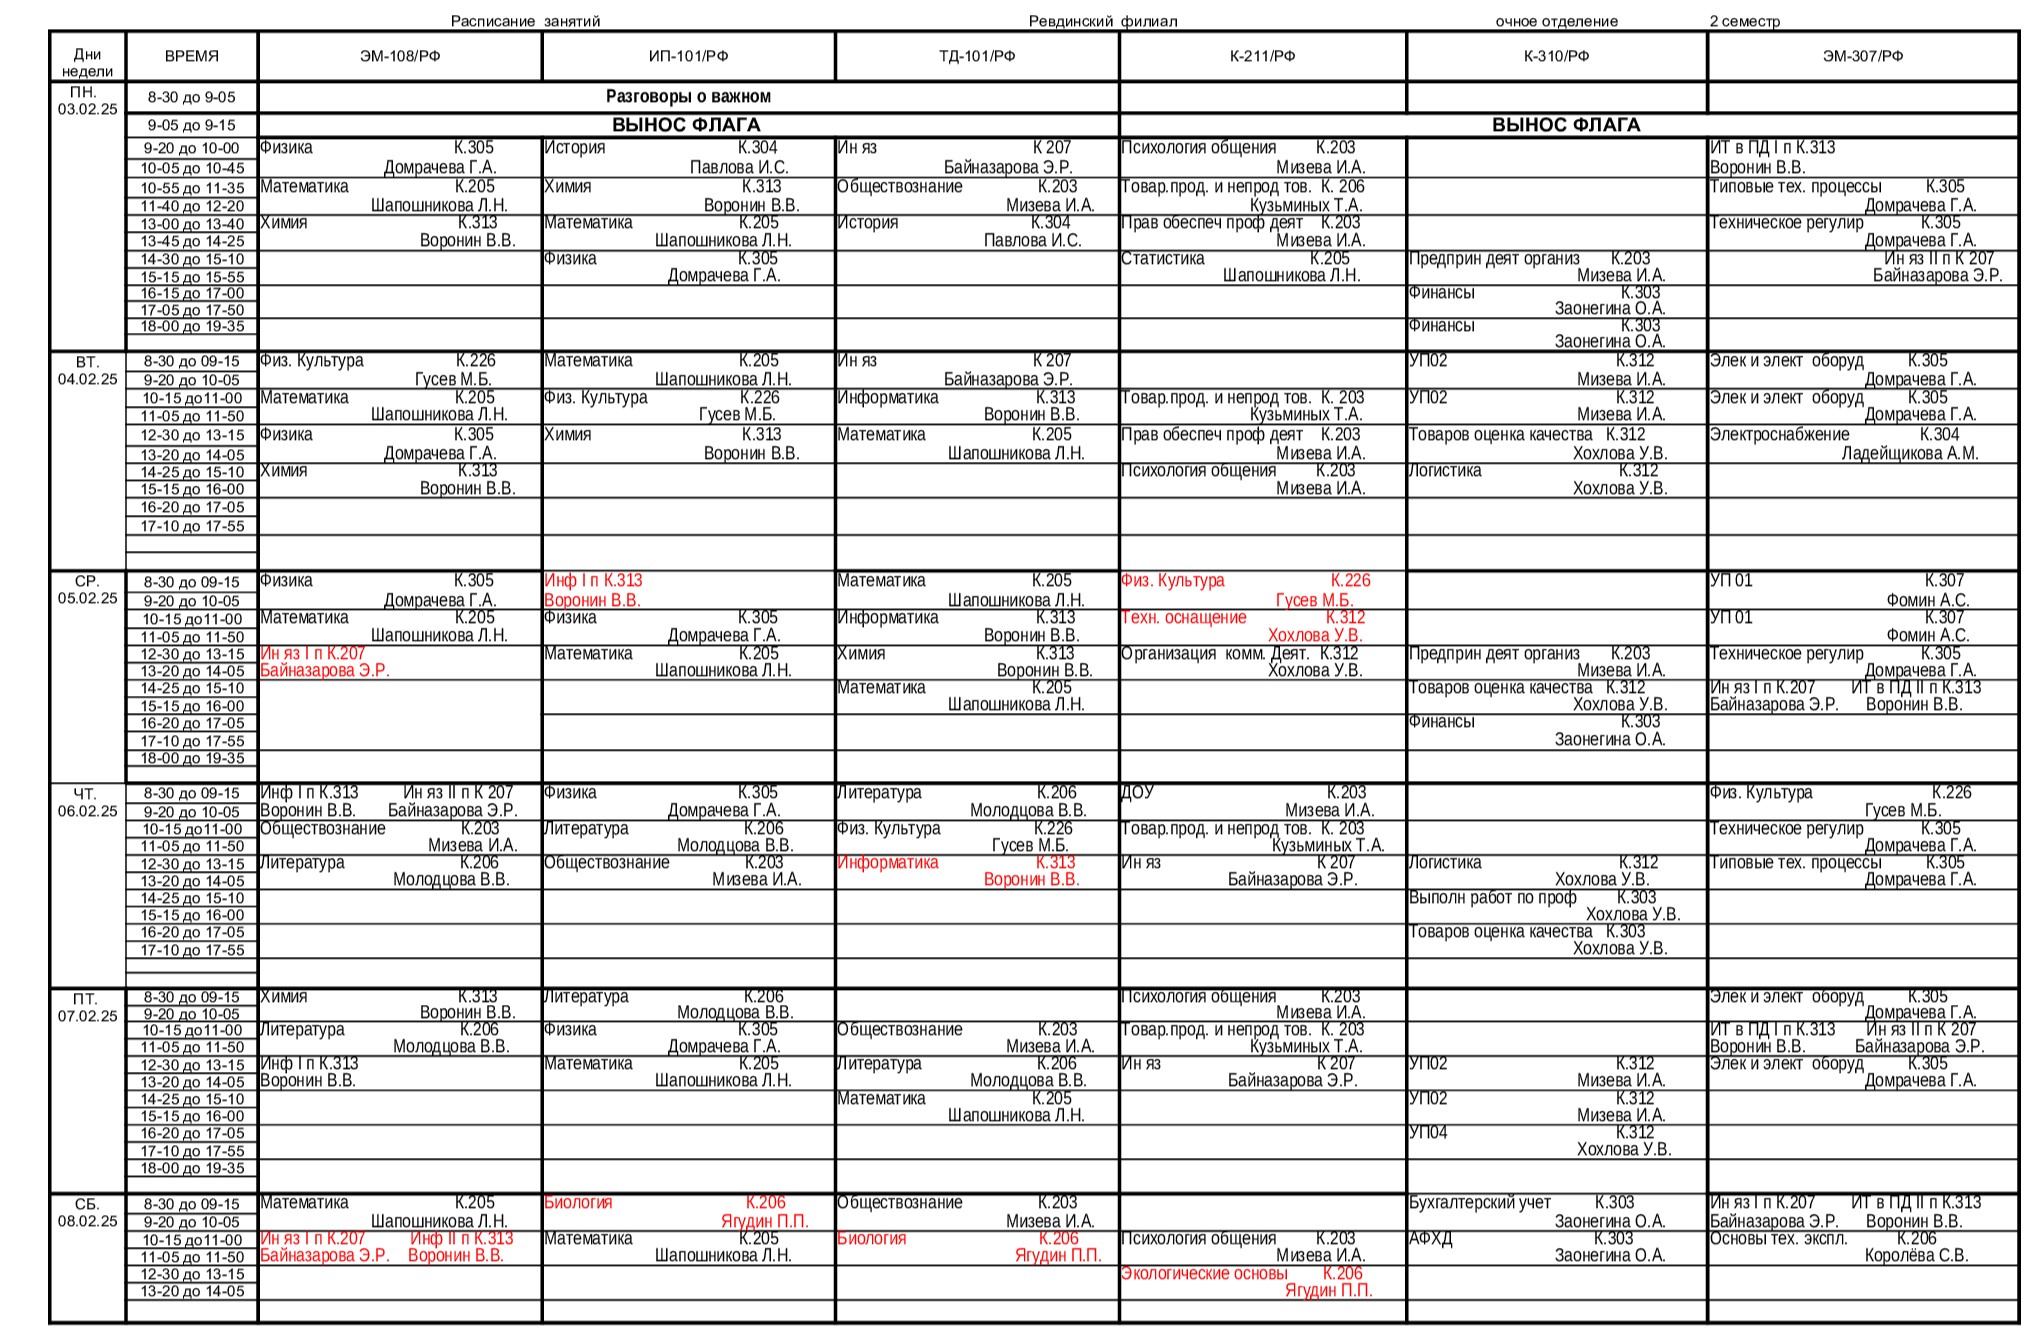 Расписание занятий Ревдинский филиал очное отделение 2 семестр
Дни недели ВРЕМЯ ЭМ-108/РФ ИП-101/РФ ТД-101/РФ К-211/РФ К-310/РФ ЭМ-307/РФ
ПН. 8-30 до 9-05 Разговоры о важном
03.02.25
9-05 до 9-15 ВЫНОС ФЛАГА ВЫНОС ФЛАГА
9-20 до 10-00 Физика К.305 История К.304 Ин яз К 207 Психология общения К.203 ИТ в ПД I п К.313
10-05 до 10-45 Домрачева Г.А. Павлова И.С. Байназарова Э.Р. Мизева И.А. Воронин В.В.
10-55 до 11-35 Математика К.205 Химия К.313 Обществознание К.203 Товар.прод. и непрод тов. К. 206 Типовые тех. процессы К.305
11-40 до 12-20 Шапошникова Л.Н. Воронин В.В. Мизева И.А. Кузьминых Т.А. Домрачева Г.А.
13-00 до 13-40 Химия К.313 Математика К.205 История К.304 Прав обеспеч проф деят К.203 Техническое регулир К.305
13-45 до 14-25 Воронин В.В. Шапошникова Л.Н. Павлова И.С. Мизева И.А. Домрачева Г.А.
14-30 до 15-10 Физика К.305 Статистика К.205 Предприн деят организ К.203 Ин яз II п К 207
15-15 до 15-55 Домрачева Г.А. Шапошникова Л.Н. Мизева И.А. Байназарова Э.Р.
16-15 до 17-00 Финансы К.303
17-05 до 17-50 Заонегина О.А.
18-00 до 19-35 Финансы К.303
Заонегина О.А.
ВТ. 8-30 до 09-15 Физ. Культура К.226 Математика К.205 Ин яз К 207 УП02 К.312 Элек и элект оборуд К.305
04.02.25 9-20 до 10-05 Гусев М.Б. Шапошникова Л.Н. Байназарова Э.Р. Мизева И.А. Домрачева Г.А.
10-15 до11-00 Математика К.205 Физ. Культура К.226 Информатика К.313 Товар.прод. и непрод тов. К. 203 УП02 К.312 Элек и элект оборуд К.305
11-05 до 11-50 Шапошникова Л.Н. Гусев М.Б. Воронин В.В. Кузьминых Т.А. Мизева И.А. Домрачева Г.А.
12-30 до 13-15 Физика К.305 Химия К.313 Математика К.205 Прав обеспеч проф деят К.203 Товаров оценка качества К.312 Электроснабжение К.304
13-20 до 14-05 Домрачева Г.А. Воронин В.В. Шапошникова Л.Н. Мизева И.А. Хохлова У.В. Ладейщикова А.М.
14-25 до 15-10 Химия К.313 Психология общения К.203 Логистика К.312
15-15 до 16-00 Воронин В.В. Мизева И.А. Хохлова У.В.
16-20 до 17-05
17-10 до 17-55
СР. 8-30 до 09-15 Физика К.305 Инф I п К.313 Математика К.205 Физ. Культура К.226 УП 01 К.307
05.02.25 9-20 до 10-05 Домрачева Г.А. Воронин В.В. Шапошникова Л.Н. Гусев М.Б. Фомин А.С.
10-15 до11-00 Математика К.205 Физика К.305 Информатика К.313 Техн. оснащение К.312 УП 01 К.307
11-05 до 11-50 Шапошникова Л.Н. Домрачева Г.А. Воронин В.В. Хохлова У.В. Фомин А.С.
12-30 до 13-15 Ин яз I п К.207 Математика К.205 Химия К.313 Организация комм. Деят. К.312 Предприн деят организ К.203 Техническое регулир К.305
13-20 до 14-05 Байназарова Э.Р. Шапошникова Л.Н. Воронин В.В. Хохлова У.В. Мизева И.А. Домрачева Г.А.
14-25 до 15-10 Математика К.205 Товаров оценка качества К.312 Ин яз I п К.207 ИТ в ПД II п К.313
15-15 до 16-00 Шапошникова Л.Н. Хохлова У.В. Байназарова Э.Р. Воронин В.В.
16-20 до 17-05 Финансы К.303
17-10 до 17-55 Заонегина О.А.
18-00 до 19-35
ЧТ. 8-30 до 09-15 Инф I п К.313 Ин яз II п К 207 Физика К.305 Литература К.206 ДОУ К.203 Физ. Культура К.226
06.02.25 9-20 до 10-05 Воронин В.В. Байназарова Э.Р. Домрачева Г.А. Молодцова В.В. Мизева И.А. Гусев М.Б.
10-15 до11-00 Обществознание К.203 Литература К.206 Физ. Культура К.226 Товар.прод. и непрод тов. К. 203 Техническое регулир К.305
11-05 до 11-50 Мизева И.А. Молодцова В.В. Гусев М.Б. Кузьминых Т.А. Домрачева Г.А.
12-30 до 13-15 Литература К.206 Обществознание К.203 Информатика К.313 Ин яз К 207 Логистика К.312 Типовые тех. процессы К.305
13-20 до 14-05 Молодцова В.В. Мизева И.А. Воронин В.В. Байназарова Э.Р. Хохлова У.В. Домрачева Г.А.
14-25 до 15-10 Выполн работ по проф К.303
15-15 до 16-00 Хохлова У.В.
16-20 до 17-05 Товаров оценка качества К.303
17-10 до 17-55 Хохлова У.В.
ПТ. 8-30 до 09-15 Химия К.313 Литература К.206 Психология общения К.203 Элек и элект оборуд К.305
07.02.25 9-20 до 10-05 Воронин В.В. Молодцова В.В. Мизева И.А. Домрачева Г.А.
10-15 до11-00 Литература К.206 Физика К.305 Обществознание К.203 Товар.прод. и непрод тов. К. 203 ИТ в ПД I п К.313 Ин яз II п К 207
11-05 до 11-50 Молодцова В.В. Домрачева Г.А. Мизева И.А. Кузьминых Т.А. Воронин В.В. Байназарова Э.Р.
12-30 до 13-15 Инф I п К.313 Математика К.205 Литература К.206 Ин яз К 207 УП02 К.312 Элек и элект оборуд К.305
13-20 до 14-05 Воронин В.В. Шапошникова Л.Н. Молодцова В.В. Байназарова Э.Р. Мизева И.А. Домрачева Г.А.
14-25 до 15-10 Математика К.205 УП02 К.312
15-15 до 16-00 Шапошникова Л.Н. Мизева И.А.
16-20 до 17-05 УП04 К.312
17-10 до 17-55 Хохлова У.В.
18-00 до 19-35
СБ. 8-30 до 09-15 Математика К.205 Биология К.206 Обществознание К.203 Бухгалтерский учет К.303 Ин яз I п К.207 ИТ в ПД II п К.313
08.02.25 9-20 до 10-05 Шапошникова Л.Н. Ягудин П.П. Мизева И.А. Заонегина О.А. Байназарова Э.Р. Воронин В.В.
10-15 до11-00 Ин яз I п К.207 Инф II п К.313 Математика К.205 Биология К.206 Психология общения К.203 АФХД К.303 Основы тех. экспл. К.206
11-05 до 11-50 Байназарова Э.Р. Воронин В.В. Шапошникова Л.Н. Ягудин П.П. Мизева И.А. Заонегина О.А. Королёва С.В.
12-30 до 13-15 Экологические основы К.206
13-20 до 14-05 Ягудин П.П.